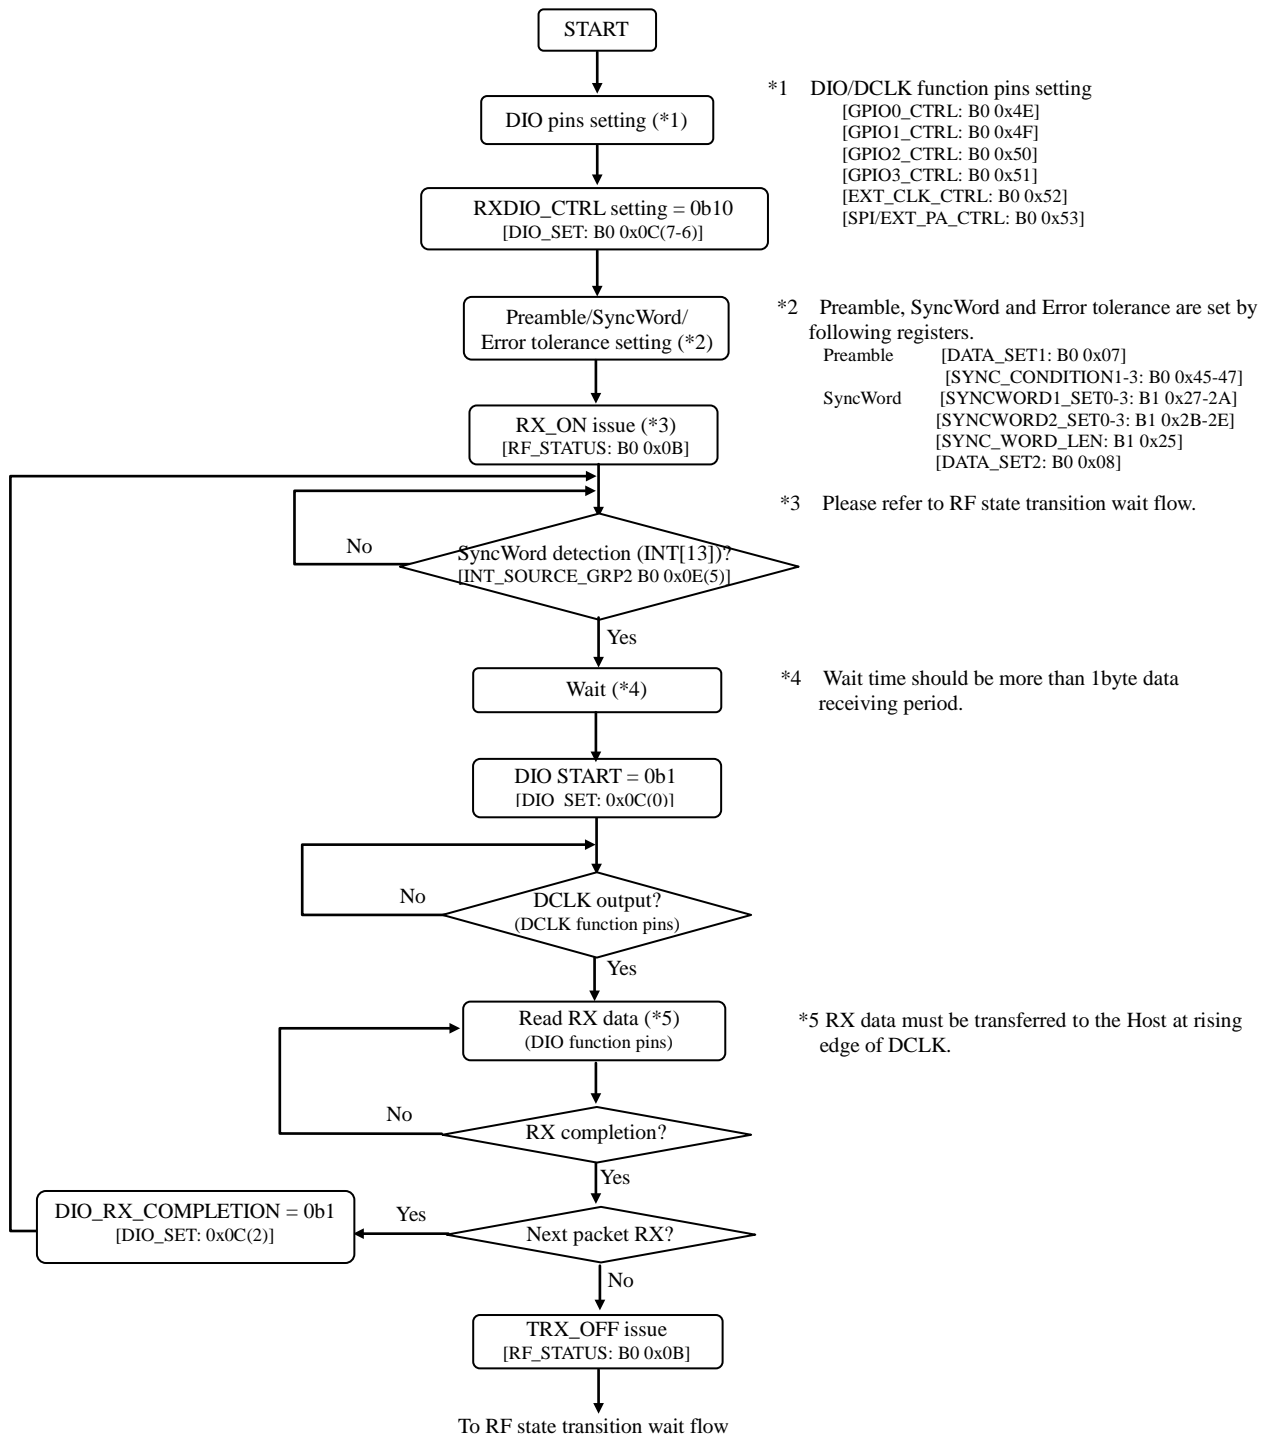 START
DIO pins setting (*1)
*1 DIO/DCLK function pins setting
[GPIO0_CTRL: B0 0x4E]
[GPIO1_CTRL: B0 0x4F]
[GPIO2_CTRL: B0 0x50]
[GPIO3_CTRL: B0 0x51]
[EXT_CLK_CTRL: B0 0x52]
[SPI/EXT_PA_CTRL: B0 0x53]
RXDIO_CTRL setting = 0b10
[DIO_SET: B0 0x0C(7-6)]
Preamble/SyncWord/
Error tolerance setting (*2)
*2 Preamble, SyncWord and Error tolerance are set by
following registers.
Preamble [DATA_SET1: B0 0x07]
[SYNC_CONDITION1-3: B0 0x45-47]
SyncWord [SYNCWORD1_SET0-3: B1 0x27-2A]
[SYNCWORD2_SET0-3: B1 0x2B-2E]
[SYNC_WORD_LEN: B1 0x25]
[DATA_SET2: B0 0x08]
RX_ON issue (*3)
[RF_STATUS: B0 0x0B]
*3 Please refer to RF state transition wait flow.
No
SyncWord detection (INT[13])?
[INT_SOURCE_GRP2 B0 0x0E(5)]
Yes
Wait (*4)
*4 Wait time should be more than 1byte data
receiving period.
DIO START = 0b1
[DIO_SET: 0x0C(0)]
No
DCLK output?
(DCLK function pins)
Yes
Read RX data (*5)
(DIO function pins)
*5 RX data must be transferred to the Host at rising
edge of DCLK.
No
RX completion?
Yes
DIO_RX_COMPLETION = 0b1
[DIO_SET: 0x0C(2)]
Yes
Next packet RX?
No
TRX_OFF issue
[RF_STATUS: B0 0x0B]
To RF state transition wait flow